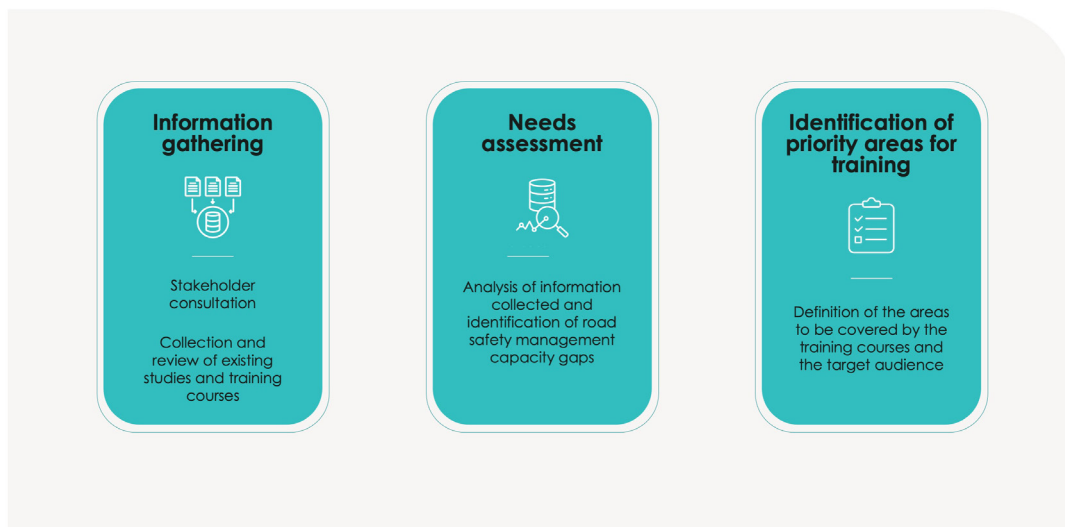 Information
gathering
Stakeholder
consultation
Collection and
review of existing
studies and training
courses
Needs
assessment
Analysis of information
collected and
identification of road
safety management
capacity gaps
Identification of
priority areas for
training
Definition of the areas
to be covered by the
training courses and
the target audience